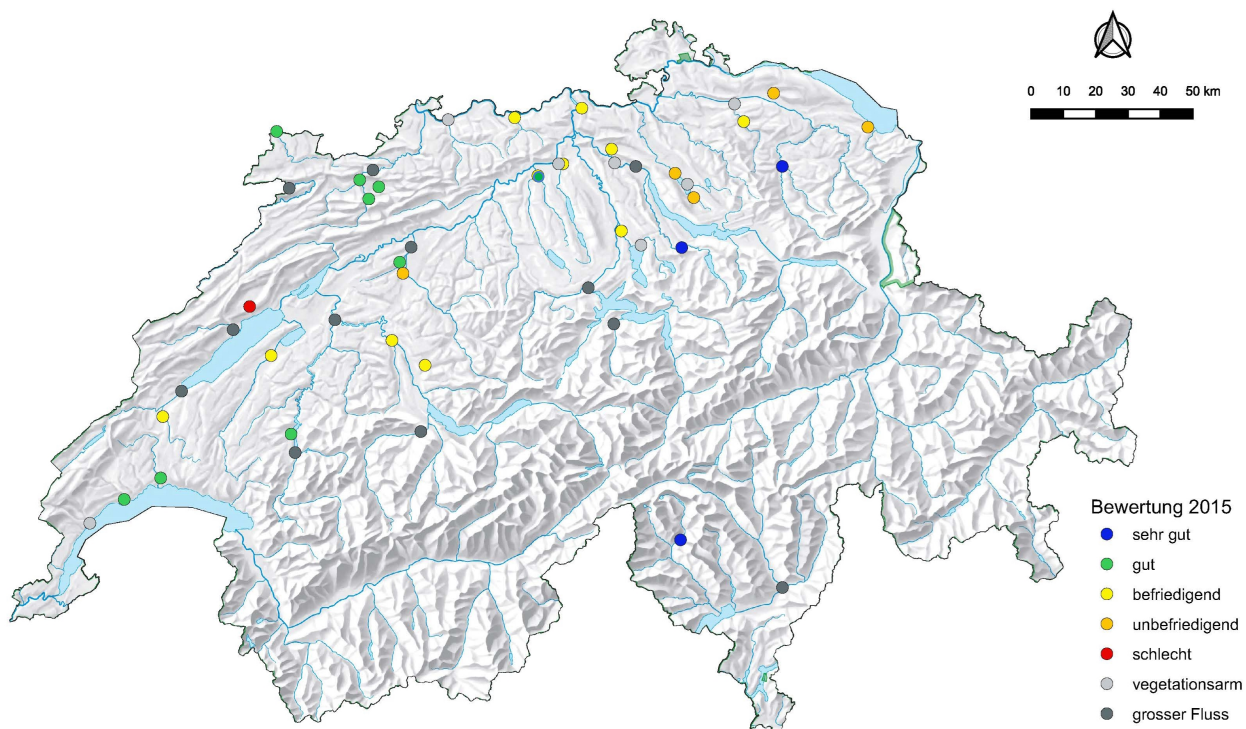 0 10 20 30 40 50 km
Bewertung 2015
sehr gut
gut
befriedigend
unbefriedigend
schlecht
vegetationsarm
grosser Fluss